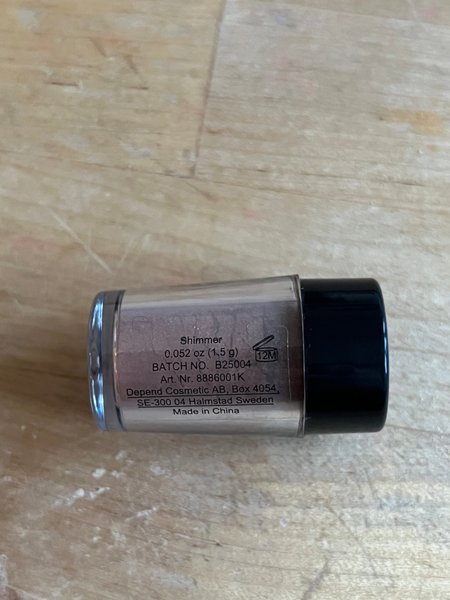 Shimmer
0.052 oz (1.5 g)
BATCH NO. B25004
Art. Nr. 8886001K
Depend Cosmetic AB, Box 4054,
SE-300 04 Halmstad Sweden
Made in China
12M